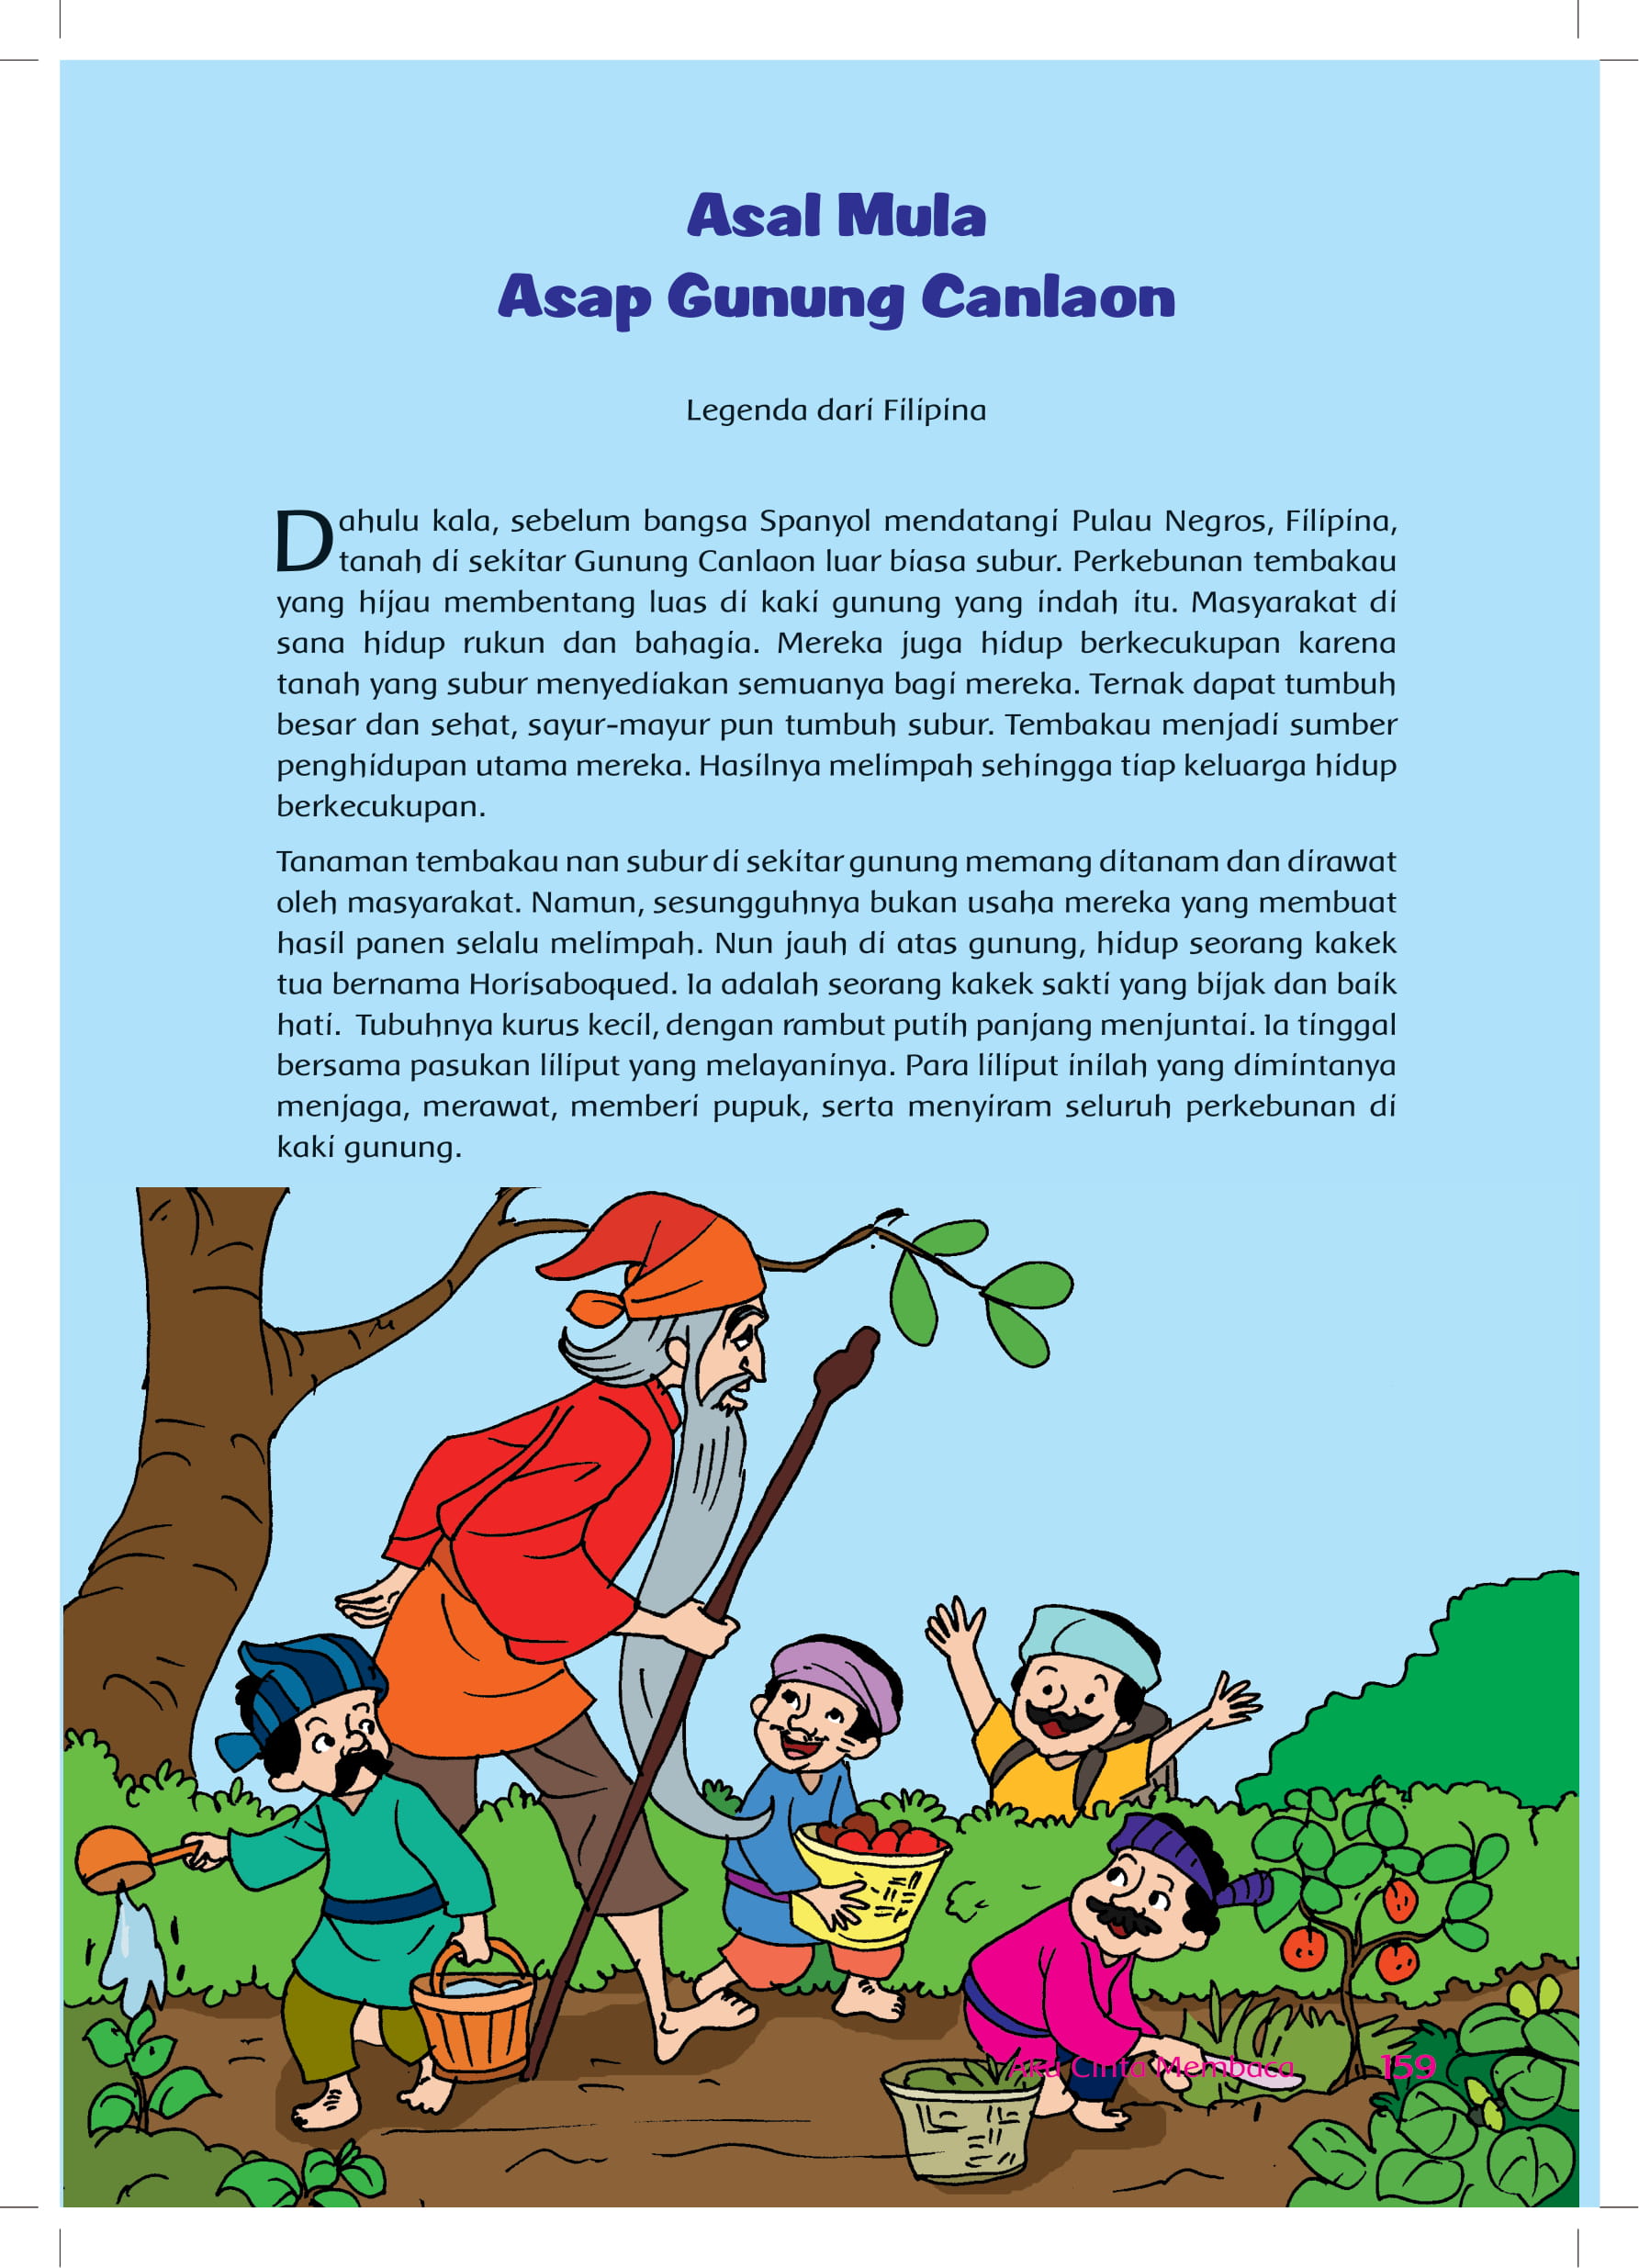 Asal Mula
Asap Gunung Canlaon
Legenda dari Filipina
Dahulu kala, sebelum bangsa Spanyol mendatangi Pulau Negros, Filipina,
tanah di sekitar Gunung Canlaon luar biasa subur. Perkebunan tembakau
yang hijau membentang luas di kaki gunung yang indah itu. Masyarakat di
sana hidup rukun dan bahagia. Mereka juga hidup berkecukupan karena
tanah yang subur menyediakan semuanya bagi mereka. Ternak dapat tumbuh
besar dan sehat, sayur-mayur pun tumbuh subur. Tembakau menjadi sumber
penghidupan utama mereka. Hasilnya melimpah sehingga tiap keluarga hidup
berkecukupan.
Tanaman tembakau nan subur di sekitar gunung memang ditanam dan dirawat
oleh masyarakat. Namun, sesungguhnya bukan usaha mereka yang membuat
hasil panen selalu melimpah. Nun jauh di atas gunung, hidup seorang kakek
tua bernama Horisaboqued. Ia adalah seorang kakek sakti yang bijak dan baik
hati. Tubuhnya kurus kecil, dengan rambut putih panjang menjuntai. Ia tinggal
bersama pasukan liliput yang melayaninya. Para liliput inilah yang dimintanya
menjaga, merawat, memberi pupuk, serta menyiram seluruh perkebunan di
kaki gunung.
Aku Cinta Membaca 159